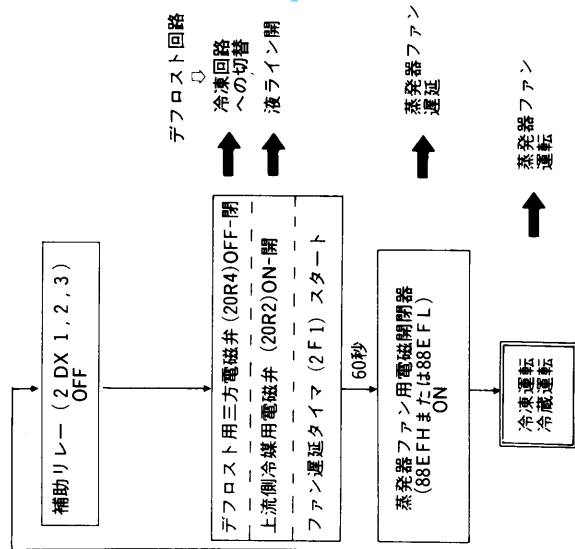 補助リレー (2 DX 1, 2, 3)
OFF
デフロスト用三方電磁弁 (20R4) OFF-閉
上流側冷媒用電磁弁 (20R2) ON-開
ファン遅延タイマ (2F1) スタート
デフロスト回路
⇩
冷凍回路
への切替
液ライン開
60秒
蒸発器ファン用電磁開閉器
(88EFHまたは88EFL)
ON
蒸発器ファン
遅延
冷凍運転
冷蔵運転
蒸発器ファン
運転